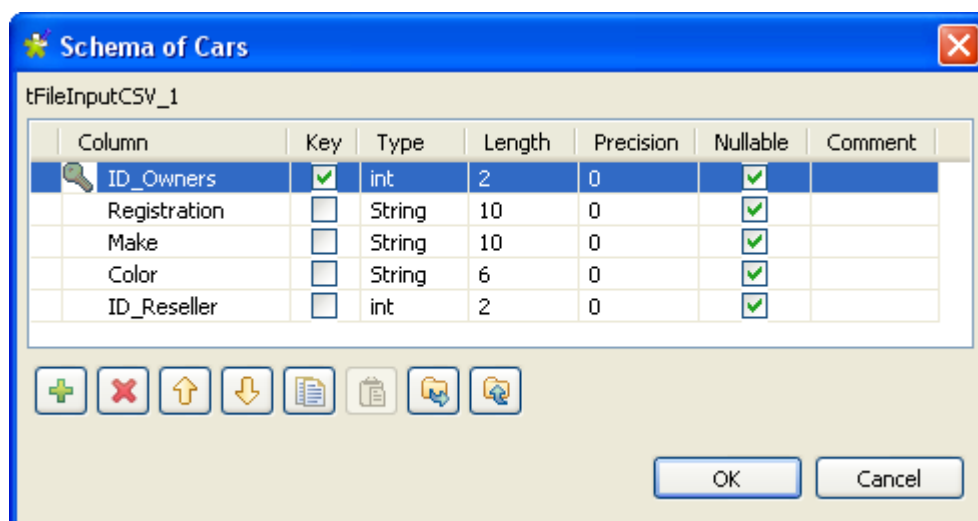 Schema of Cars
tFileInputCSV_1
Column Key Type Length Precision Nullable Comment
ID_Owners int 2 0
Registration String 10 0
Make String 10 0
Color String 6 0
ID_Reseller int 2 0
OK Cancel